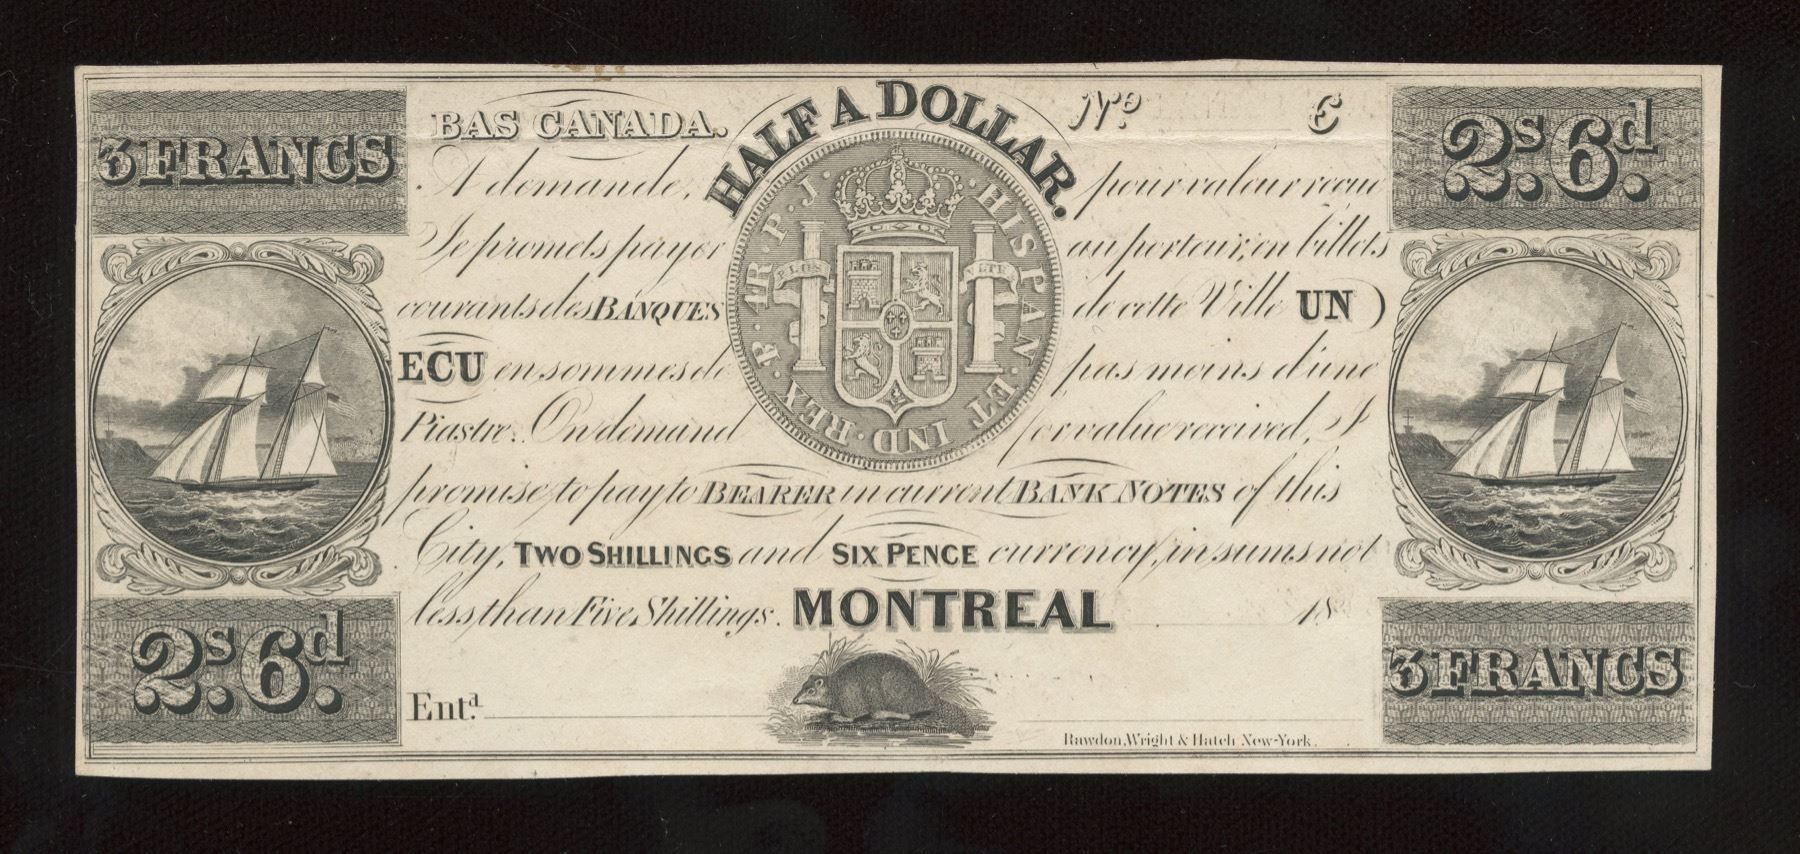 HALF A DOLLAR.
BAS CANADA. No. C
3 FRANCS
2s. 6d.
A demande, pour valeur recue
Je promets payer au porteur, en billets
courants des BANQUES de cette Ville UN
ECU en sommes de pas moins d'une
Piastre. On demand for value received, I
promise to pay to BEARER in current BANK NOTES of this
City, TWO SHILLINGS and SIX PENCE currency, in sums not
less than Five Shillings. MONTREAL 18
HISPAN · ET IND · REX · P · JR · P · J ·
PLUS VLTR
2s. 6d.
3 FRANCS
Entd.
Rawdon, Wright & Hatch New-York.